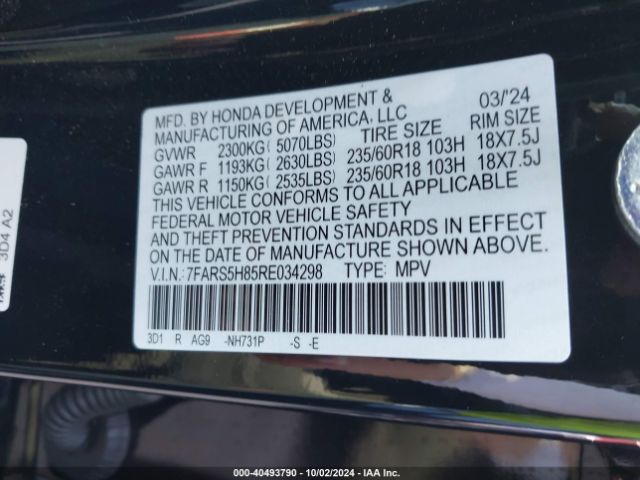 MFD. BY HONDA DEVELOPMENT & 03/'24
MANUFACTURING OF AMERICA, LLC
GVWR 2300KG ( 5070LBS) TIRE SIZE RIM SIZE
GAWR F 1193KG ( 2630LBS) 235/60R18 103H 18X7.5J
GAWR R 1150KG ( 2535LBS) 235/60R18 103H 18X7.5J
THIS VEHICLE CONFORMS TO ALL APPLICABLE
FEDERAL MOTOR VEHICLE SAFETY
AND THEFT PREVENTION STANDARDS IN EFFECT
ON THE DATE OF MANUFACTURE SHOWN ABOVE.
V.I.N.: 7FARS5H85RE034298 TYPE: MPV
3D1 R AG9 -NH731P -S -E
3D4 A2
000-40493790 - 10/02/2024 - IAA Inc.